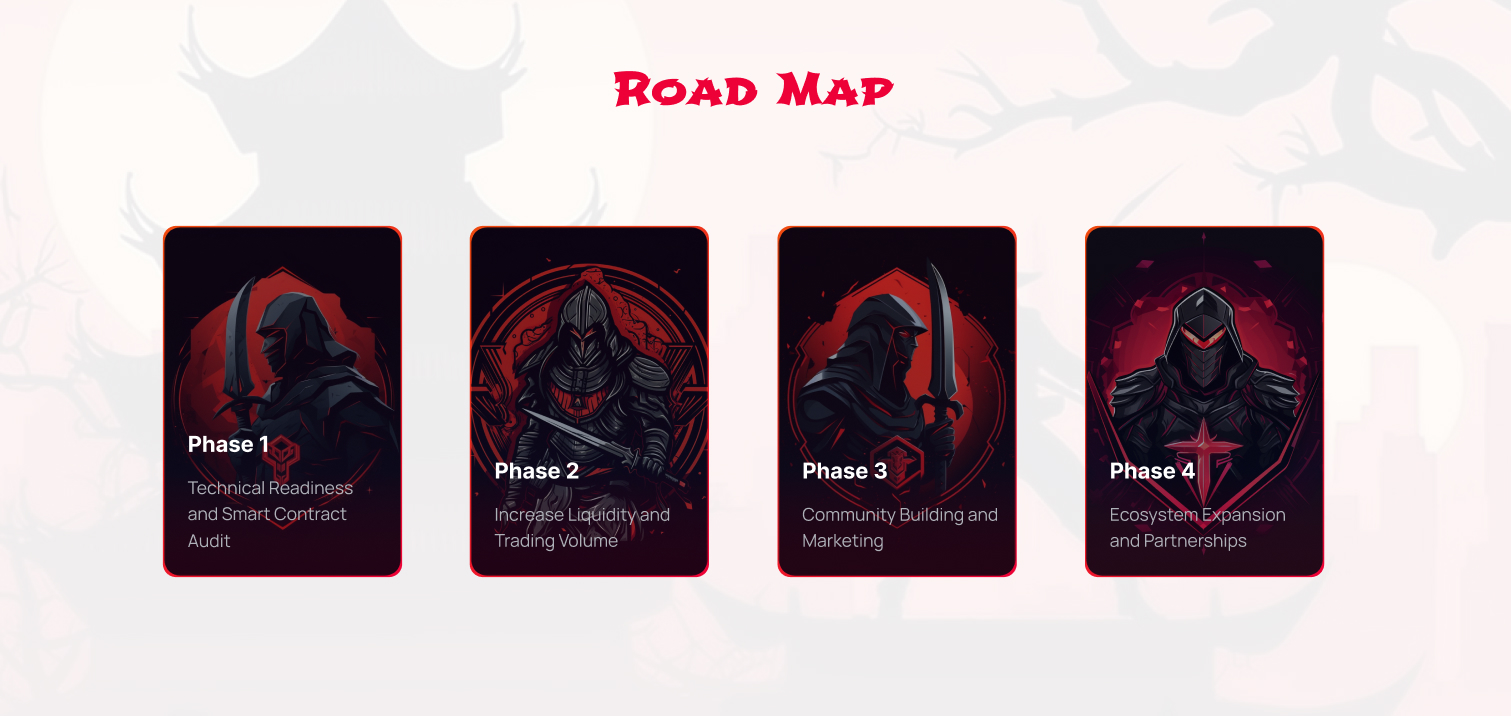 Road Map
Phase 1
Technical Readiness
and Smart Contract
Audit
Phase 2
Increase Liquidity and
Trading Volume
Phase 3
Community Building and
Marketing
Phase 4
Ecosystem Expansion
and Partnerships